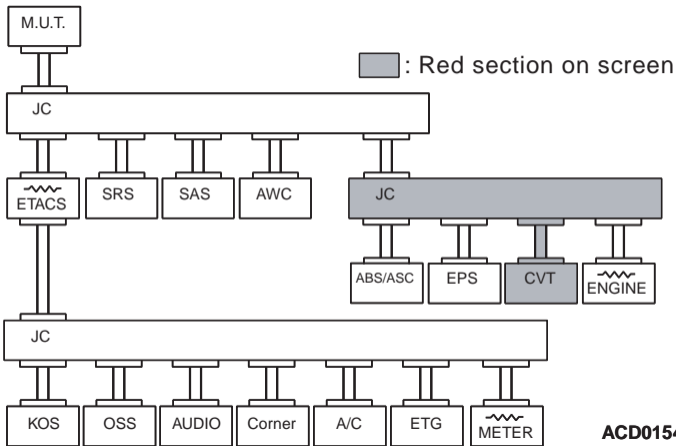 M.U.T.
: Red section on screen
JC
ETACS SRS SAS AWC JC
ABS/ASC EPS CVT ENGINE
JC
KOS OSS AUDIO Corner A/C ETG METER
ACD0154